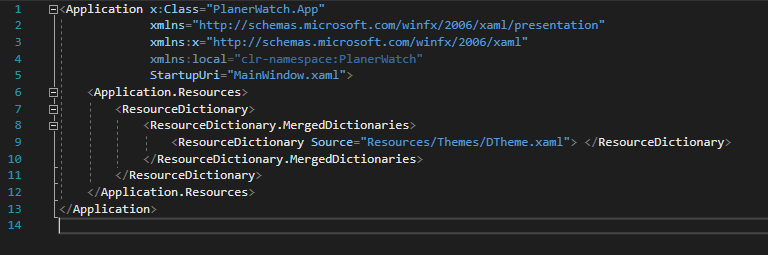 1 <Application x:Class="PlanerWatch.App"
2 xmlns="http://schemas.microsoft.com/winfx/2006/xaml/presentation"
3 xmlns:x="http://schemas.microsoft.com/winfx/2006/xaml"
4 xmlns:local="clr-namespace:PlanerWatch"
5 StartupUri="MainWindow.xaml">
6 <Application.Resources>
7 <ResourceDictionary>
8 <ResourceDictionary.MergedDictionaries>
9 <ResourceDictionary Source="Resources/Themes/DTheme.xaml"> </ResourceDictionary>
10 </ResourceDictionary.MergedDictionaries>
11 </ResourceDictionary>
12 </Application.Resources>
13 </Application>
14